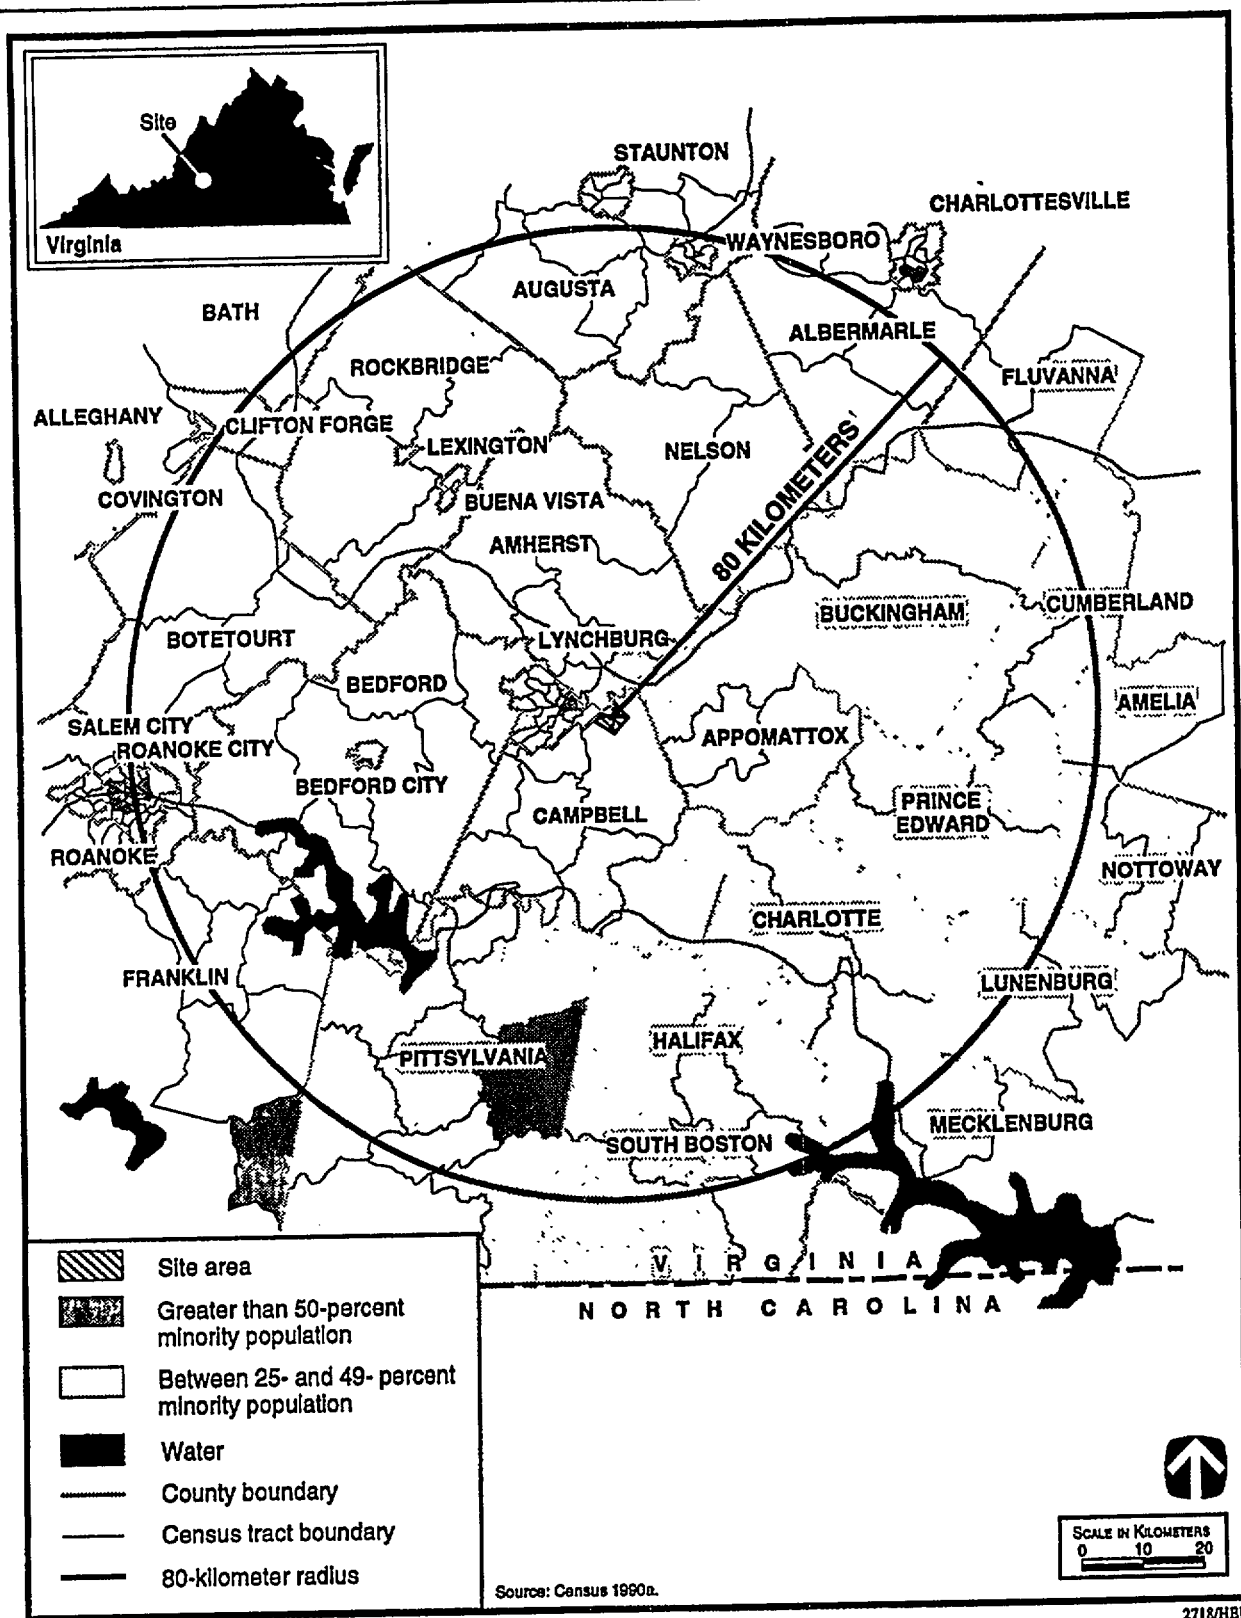 Site
Virginia
STAUNTON
CHARLOTTESVILLE
WAYNESBORO
AUGUSTA
BATH
ALBERMARLE
ROCKBRIDGE
FLUVANNA
ALLEGHANY
CLIFTON FORGE
LEXINGTON
NELSON
COVINGTON
BUENA VISTA
80 KILOMETERS
AMHERST
BUCKINGHAM
CUMBERLAND
BOTETOURT
LYNCHBURG
BEDFORD
AMELIA
SALEM CITY
ROANOKE CITY
APPOMATTOX
BEDFORD CITY
CAMPBELL
PRINCE
EDWARD
ROANOKE
NOTTOWAY
CHARLOTTE
FRANKLIN
LUNENBURG
HALIFAX
PITTSYLVANIA
MECKLENBURG
SOUTH BOSTON
VIRGINIA
NORTH CAROLINA
Site area
Greater than 50-percent
minority population
Between 25- and 49- percent
minority population
Water
County boundary
Census tract boundary
80-kilometer radius
Source: Census 1990a.
SCALE IN KILOMETERS
0 10 20